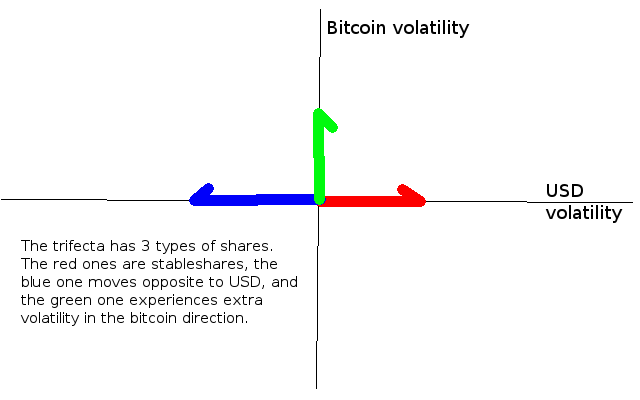 Bitcoin volatility
USD
volatility
The trifecta has 3 types of shares.
The red ones are stableshares, the
blue one moves opposite to USD, and
the green one experiences extra
volatility in the bitcoin direction.